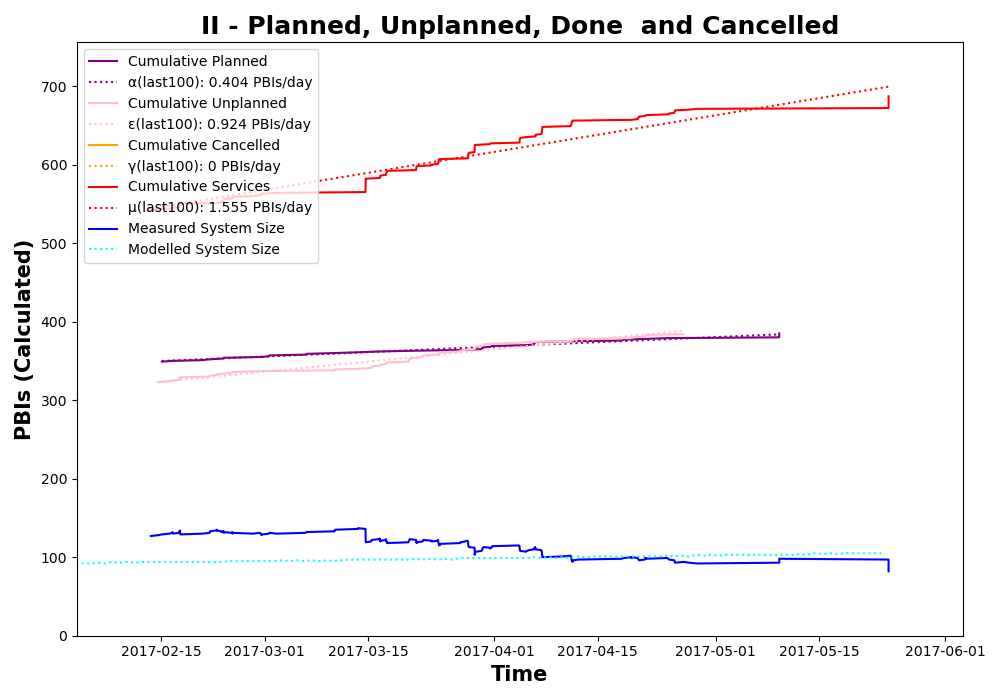 II - Planned, Unplanned, Done  and Cancelled
Cumulative Planned
α(last100): 0.404 PBIs/day
Cumulative Unplanned
ε(last100): 0.924 PBIs/day
Cumulative Cancelled
γ(last100): 0 PBIs/day
Cumulative Services
μ(last100): 1.555 PBIs/day
Measured System Size
Modelled System Size
PBIs (Calculated)
700
600
500
400
300
200
100
0
2017-02-15 2017-03-01 2017-03-15 2017-04-01 2017-04-15 2017-05-01 2017-05-15 2017-06-01
Time